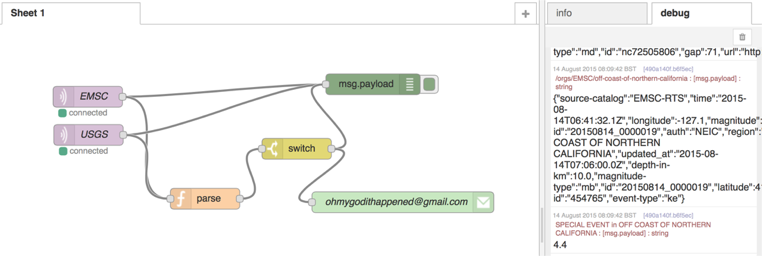 Sheet 1
+
info
debug
type":"md","id":"nc72505806","gap":71,"url":"http
14 August 2015 08:09:42 BST [490a140f.b6f5ec]
/orgs/EMSC/off-coast-of-northern-california : [msg.payload] :
string
{"source-catalog":"EMSC-RTS","time":"2015-
08-
14T06:41:32.1Z","longitude":-127.1,"magnitude":
id":"20150814_0000019","auth":"NEIC","region":
COAST OF NORTHERN
CALIFORNIA","updated_at":"2015-08-
14T07:06:00.0Z","depth-in-
km":10.0,"magnitude-
type":"mb","id":"20150814_0000019","latitude":4
id":"454765","event-type":"ke"}
14 August 2015 08:09:42 BST [490a140f.b6f5ec]
SPECIAL EVENT in OFF COAST OF NORTHERN
CALIFORNIA : [msg.payload] : string
4.4
msg.payload
EMSC
connected
USGS
connected
switch
parse
ohmygodithappened@gmail.com